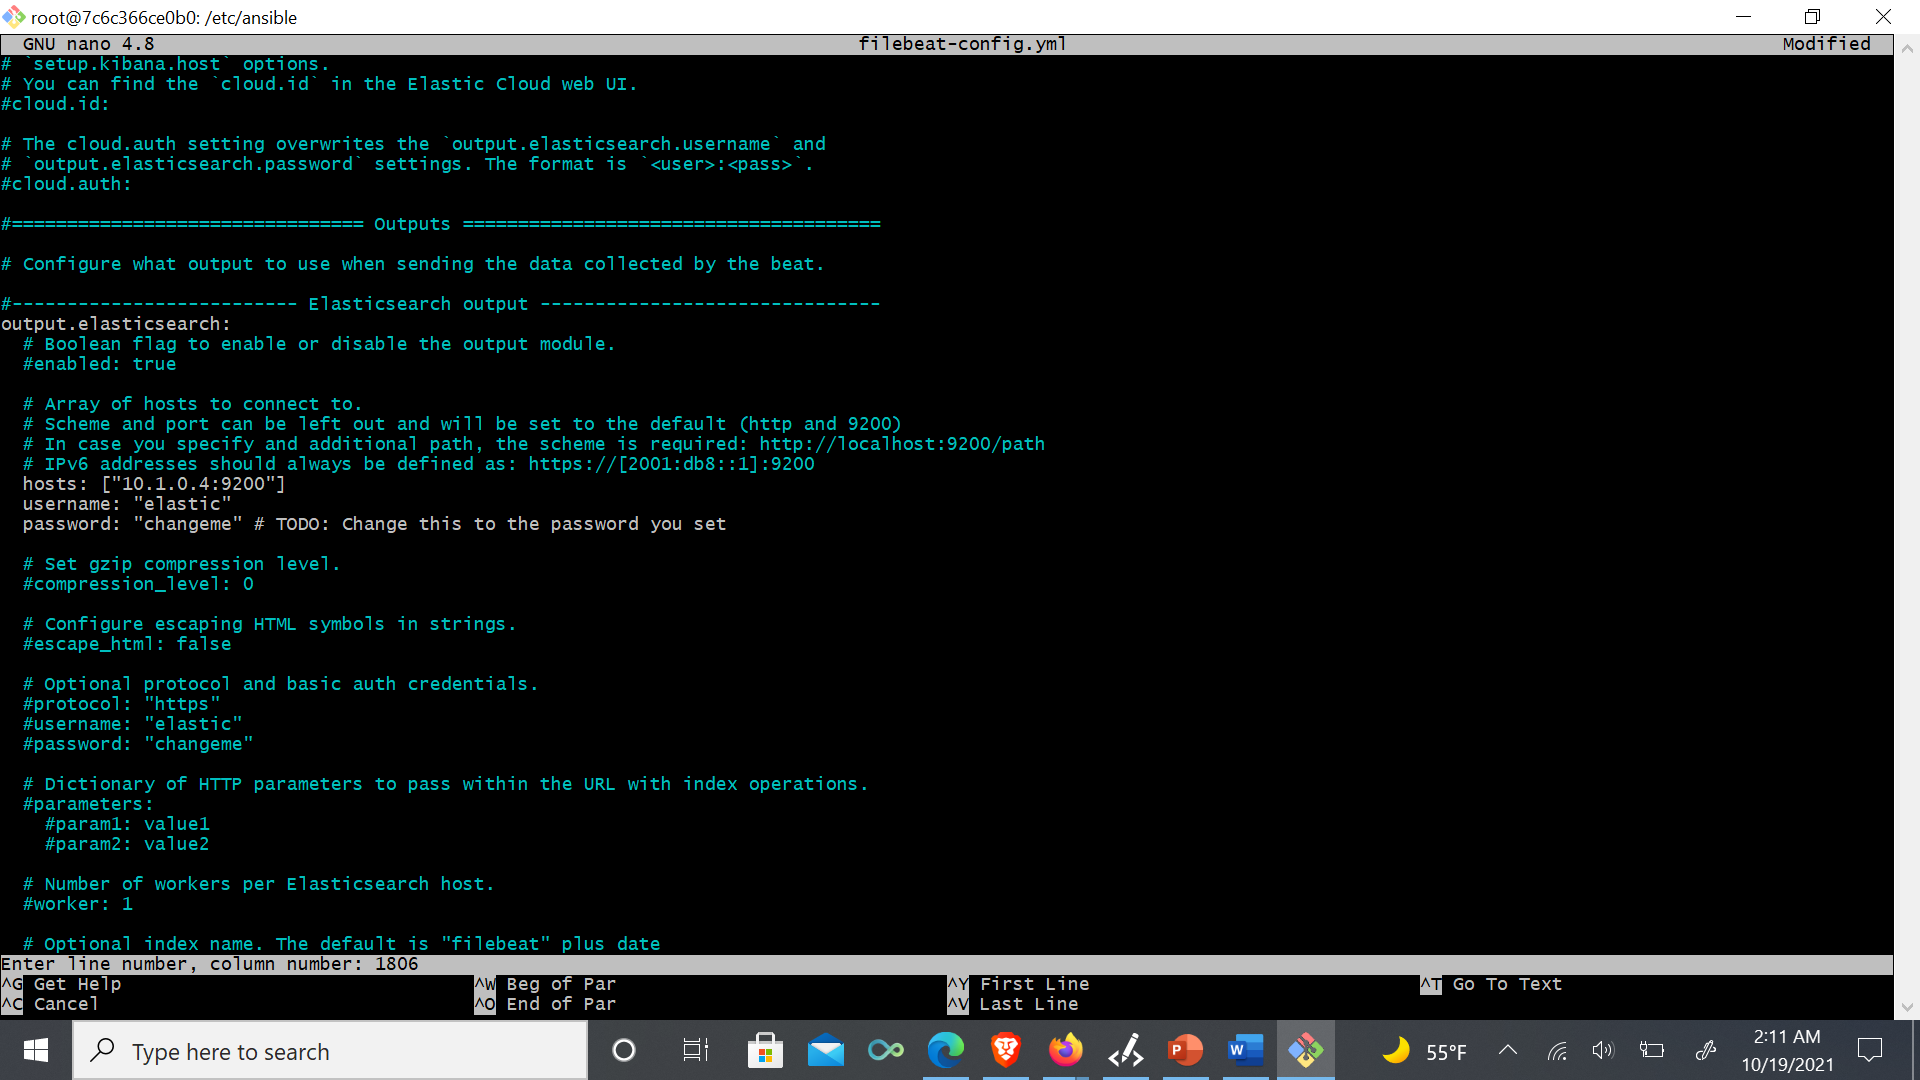 root@7c6c366ce0b0: /etc/ansible
GNU nano 4.8 filebeat-config.yml Modified
# `setup.kibana.host` options.
# You can find the `cloud.id` in the Elastic Cloud web UI.
#cloud.id:
# The cloud.auth setting overwrites the `output.elasticsearch.username` and
# `output.elasticsearch.password` settings. The format is `<user>:<pass>`.
#cloud.auth:
#================================ Outputs ======================================
# Configure what output to use when sending the data collected by the beat.
#-------------------------- Elasticsearch output -------------------------------
output.elasticsearch:
# Boolean flag to enable or disable the output module.
#enabled: true
# Array of hosts to connect to.
# Scheme and port can be left out and will be set to the default (http and 9200)
# In case you specify and additional path, the scheme is required: http://localhost:9200/path
# IPv6 addresses should always be defined as: https://[2001:db8::1]:9200
hosts: ["10.1.0.4:9200"]
username: "elastic"
password: "changeme" # TODO: Change this to the password you set
# Set gzip compression level.
#compression_level: 0
# Configure escaping HTML symbols in strings.
#escape_html: false
# Optional protocol and basic auth credentials.
#protocol: "https"
#username: "elastic"
#password: "changeme"
# Dictionary of HTTP parameters to pass within the URL with index operations.
#parameters:
#param1: value1
#param2: value2
# Number of workers per Elasticsearch host.
#worker: 1
# Optional index name. The default is "filebeat" plus date
Enter line number, column number: 1806
^G Get Help ^W Beg of Par ^Y First Line ^T Go To Text
^C Cancel ^O End of Par ^V Last Line
Type here to search
P
W
55°F
2:11 AM
10/19/2021